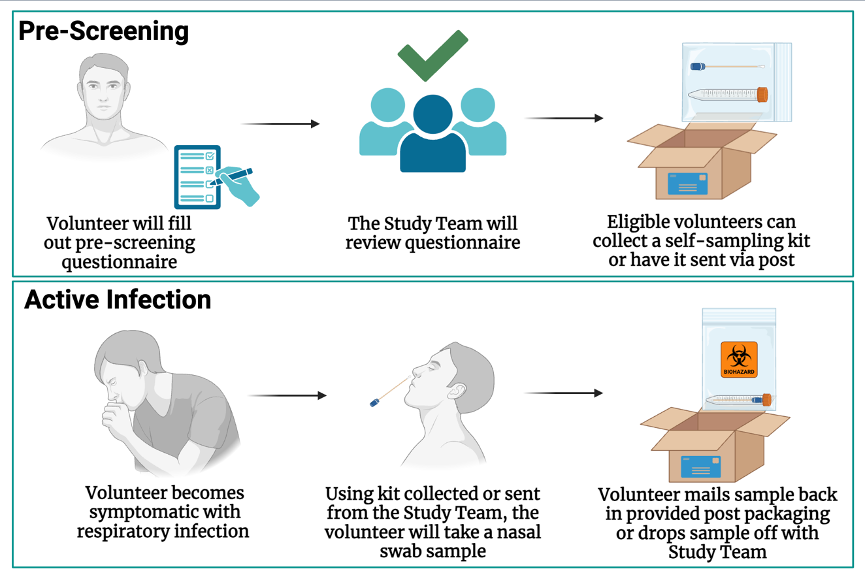 Pre-Screening
Volunteer will fill
out pre-screening
questionnaire
The Study Team will
review questionnaire
Eligible volunteers can
collect a self-sampling kit
or have it sent via post
Active Infection
BIOHAZARD
Volunteer becomes
symptomatic with
respiratory infection
Using kit collected or sent
from the Study Team, the
volunteer will take a nasal
swab sample
Volunteer mails sample back
in provided post packaging
or drops sample off with
Study Team